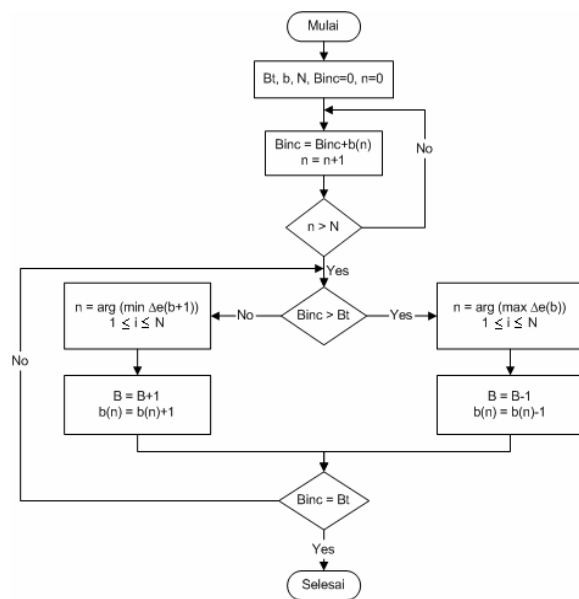 Mulai
Bt, b, N, Binc=0, n=0
Binc = Binc+b(n)
n = n+1
No
n > N
Yes
n = arg (min Δe(b+1))
1 ≤ i ≤ N
No
Binc > Bt
Yes
n = arg (max Δe(b))
1 ≤ i ≤ N
No
B = B+1
b(n) = b(n)+1
B = B-1
b(n) = b(n)-1
Binc = Bt
Yes
Selesai